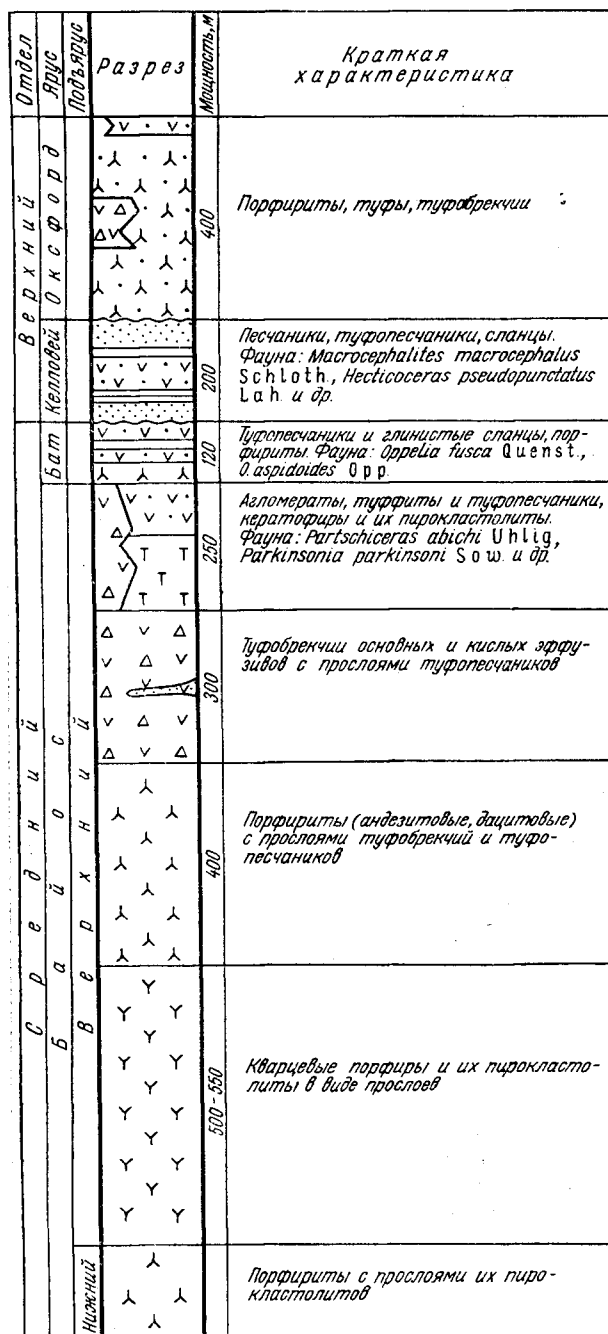 Отдел
Ярус
Подъярус
Разрез
Мощность, м
Краткая
характеристика
Верхний
Оксфорд
400
Порфириты, туфы, туфобрекчии
Келловей
200
Песчаники, туфопесчаники, сланцы.
Фауна: Macrocephalites macrocephalus
Schloth., Hecticoceras pseudopunctatus
Lah. и др.
Средний
Бат
120
Туфопесчаники и глинистые сланцы, пор-
фириты. Фауна: Oppelia fusca Quenst.,
O. aspidoides Opp.
Байос
Верхний
250
Агломераты, туффиты и туфопесчаники,
кератофиры и их пирокластолиты.
Фауна: Partschiceras abichi Uhlig,
Parkinsonia parkinsoni Sow. и др.
300
Туфобрекчии основных и кислых эффу-
зивов с прослоями туфопесчаников
400
Порфириты (андезитовые, дацитовые)
с прослоями туфобрекчий и туфо-
песчаников
500-550
Кварцевые порфиры и их пирокласто-
литы в виде прослоев
Нижний
Порфириты с прослоями их пиро-
кластолитов